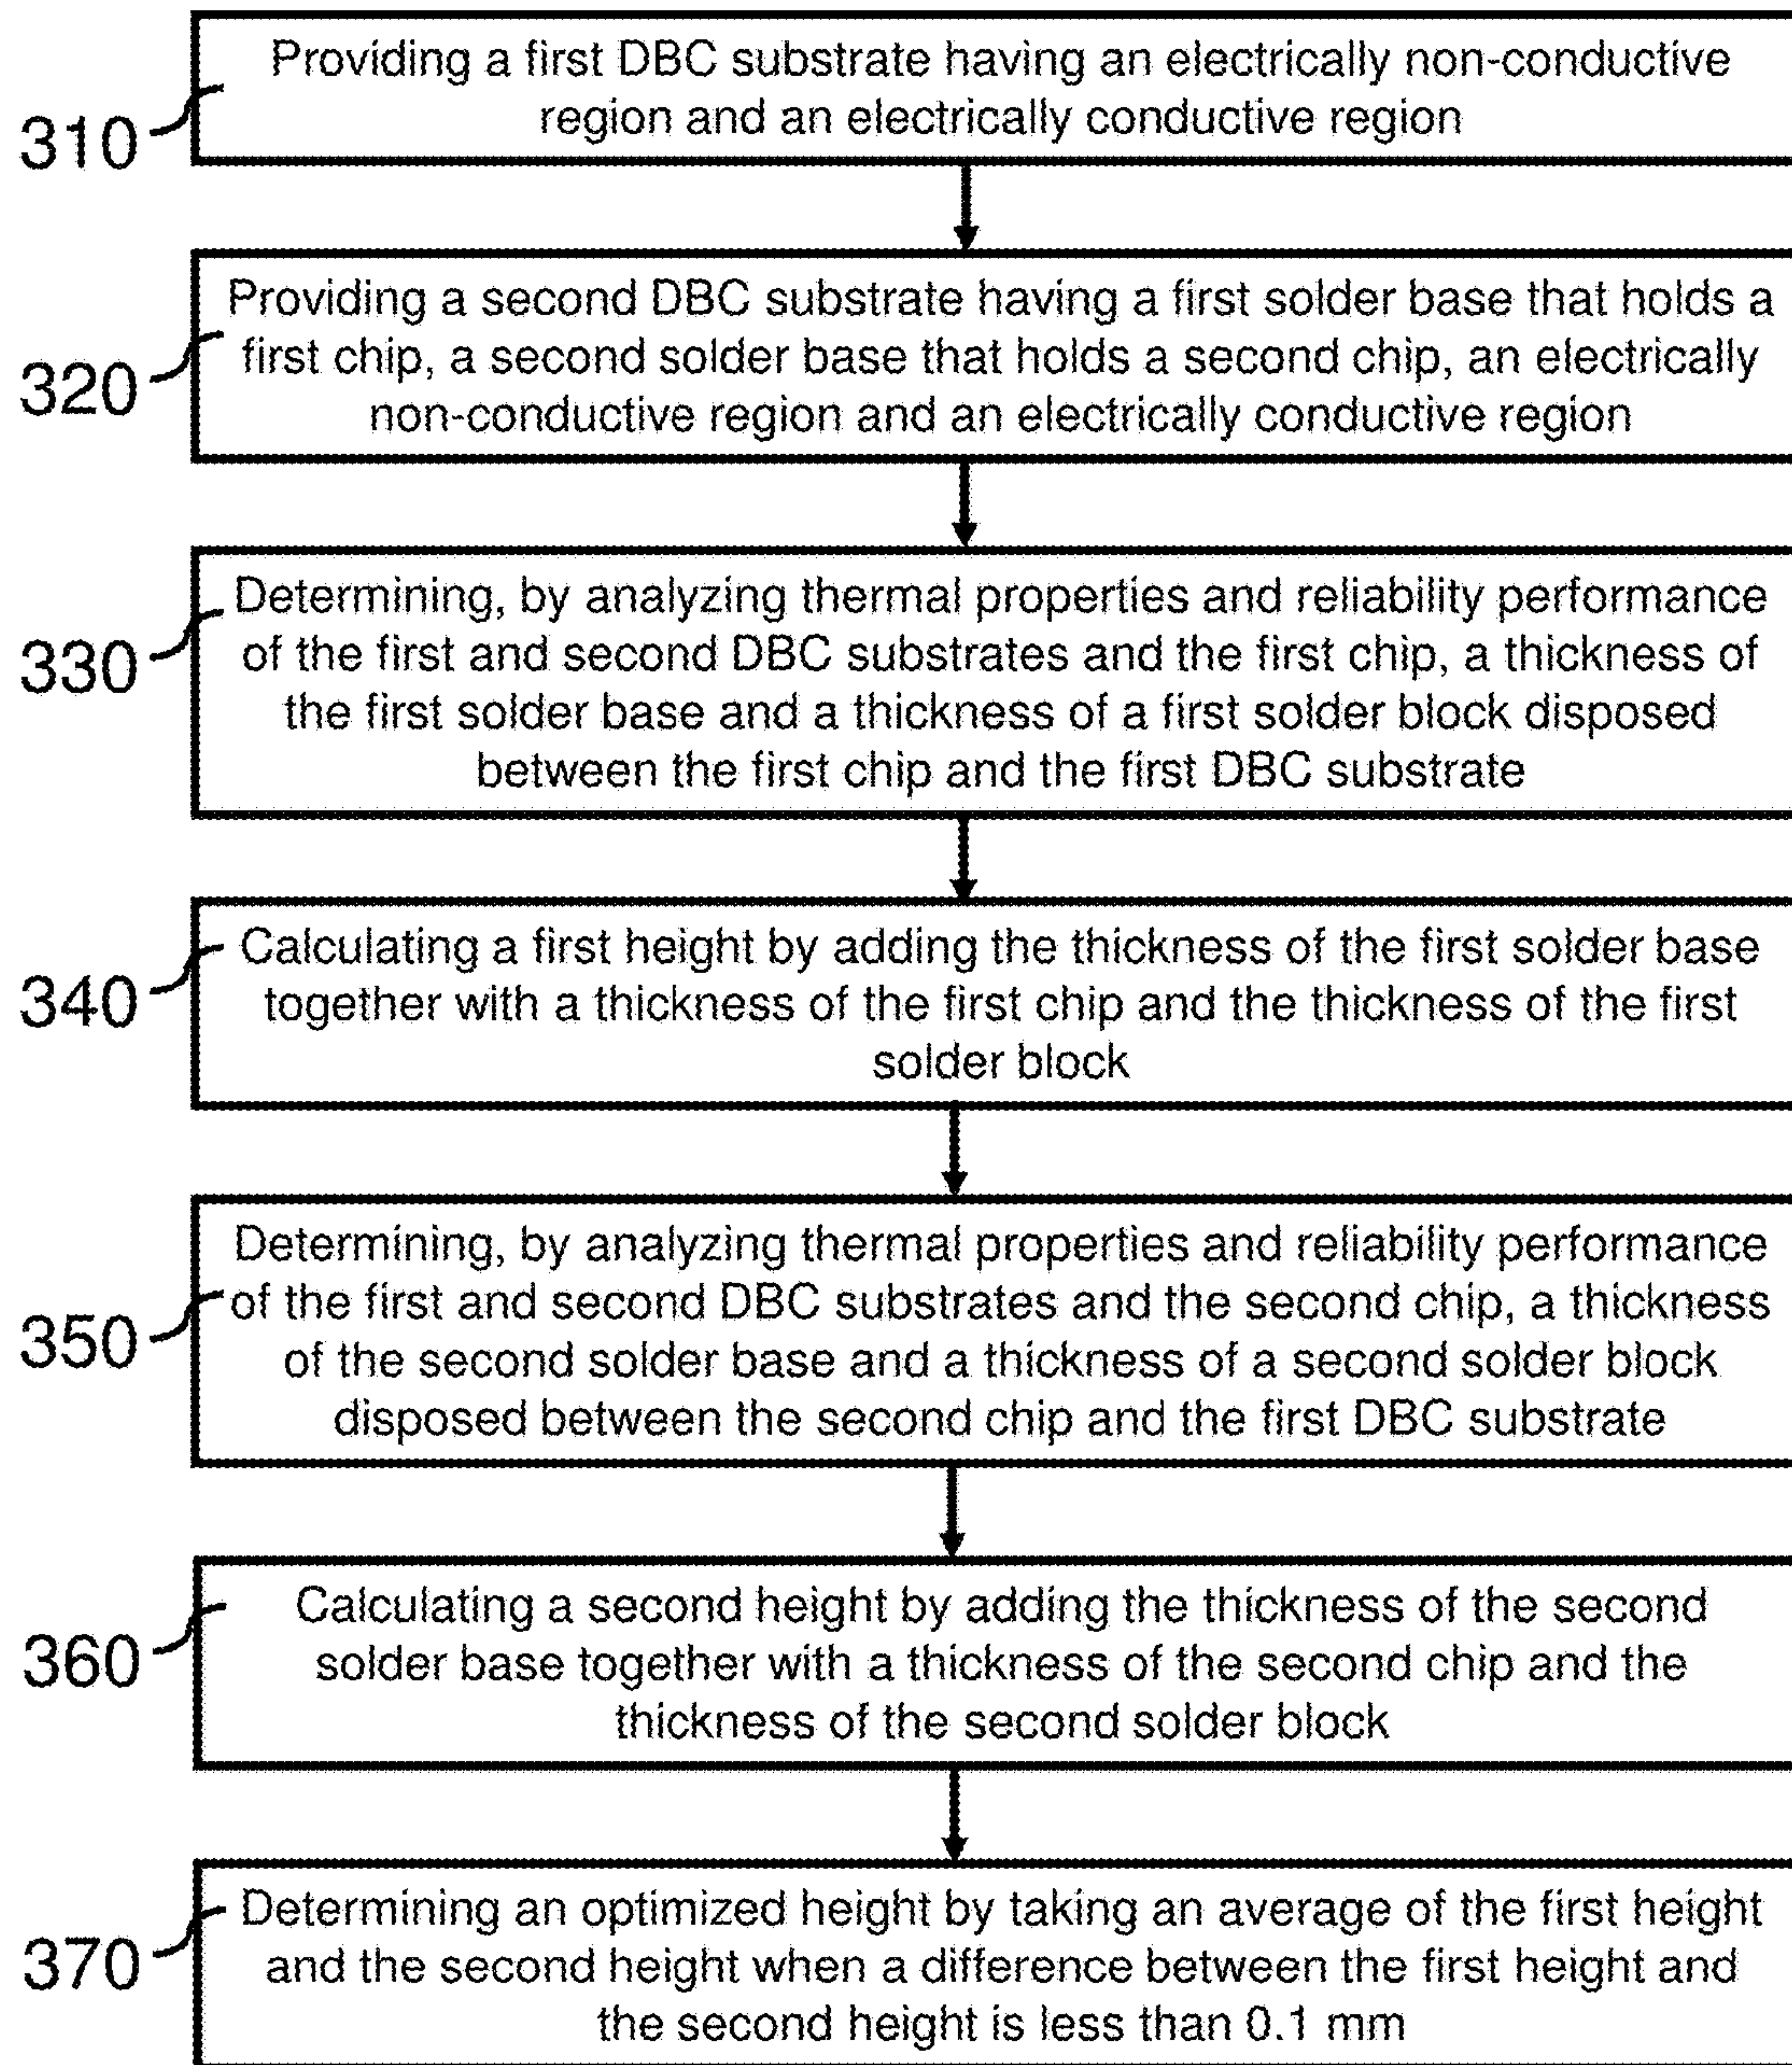 Providing a first DBC substrate having an electrically non-conductive
region and an electrically conductive region
310
Providing a second DBC substrate having a first solder base that holds a
first chip, a second solder base that holds a second chip, an electrically
non-conductive region and an electrically conductive region
320
Determining, by analyzing thermal properties and reliability performance
of the first and second DBC substrates and the first chip, a thickness of
the first solder base and a thickness of a first solder block disposed
between the first chip and the first DBC substrate
330
Calculating a first height by adding the thickness of the first solder base
together with a thickness of the first chip and the thickness of the first
solder block
340
Determining, by analyzing thermal properties and reliability performance
of the first and second DBC substrates and the second chip, a thickness
of the second solder base and a thickness of a second solder block
disposed between the second chip and the first DBC substrate
350
Calculating a second height by adding the thickness of the second
solder base together with a thickness of the second chip and the
thickness of the second solder block
360
Determining an optimized height by taking an average of the first height
and the second height when a difference between the first height and
the second height is less than 0.1 mm
370